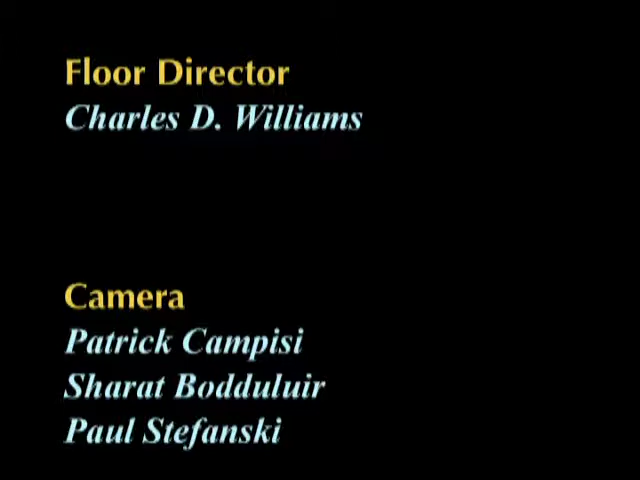 Floor Director
Charles D. Williams
Camera
Patrick Campisi
Sharat Bodduluir
Paul Stefanski